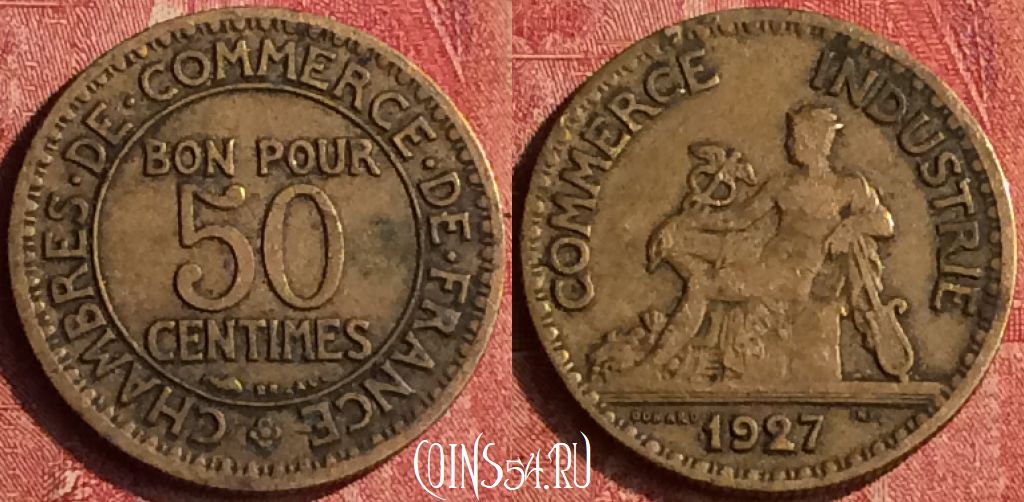 CHAMBRES · DE · COMMERCE · DE · FRANCE
BON POUR
50
CENTIMES
COMMERCE INDUSTRIE
1927
COINS54.RU